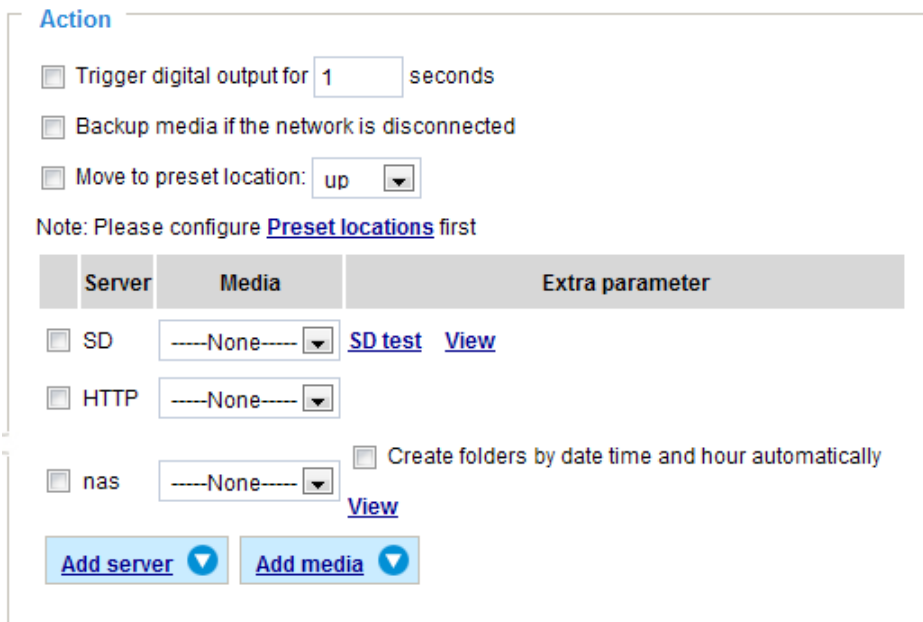 Action
Trigger digital output for 1 seconds
Backup media if the network is disconnected
Move to preset location: up
Note: Please configure Preset locations first
Server Media Extra parameter
SD -----None----- SD test View
HTTP -----None-----
nas -----None----- Create folders by date time and hour automatically
View
Add server Add media